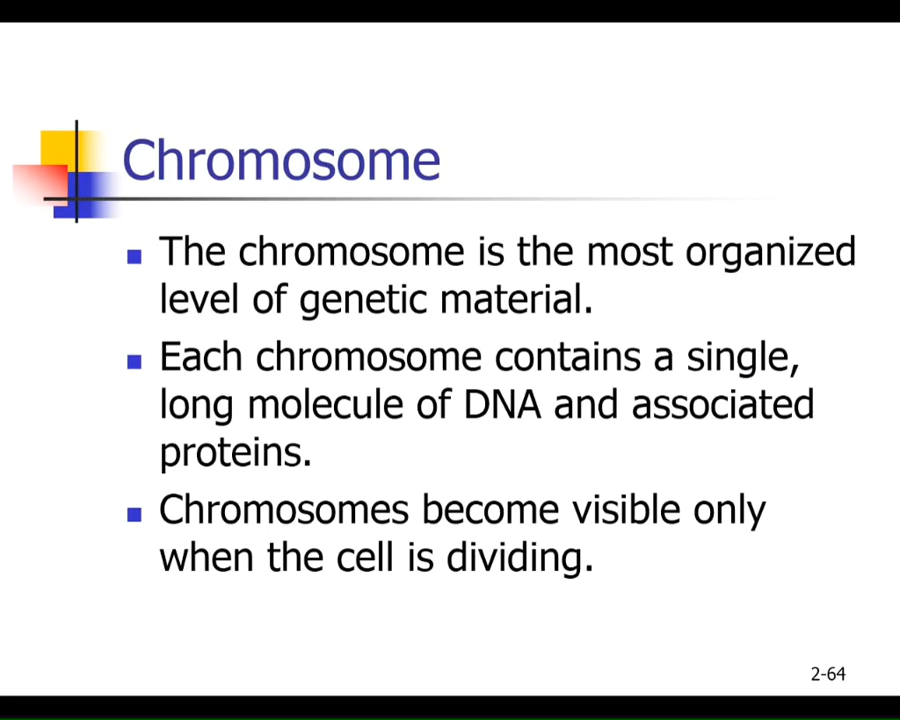 Chromosome
The chromosome is the most organized
level of genetic material.
Each chromosome contains a single,
long molecule of DNA and associated
proteins.
Chromosomes become visible only
when the cell is dividing.
2-64